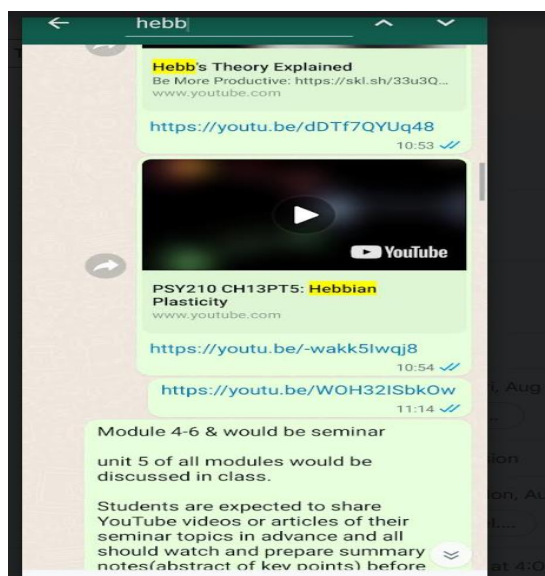 hebb
Hebb's Theory Explained
Be More Productive: https://skl.sh/33u3Q...
www.youtube.com
https://youtu.be/dDTf7QYUq48
10:53
YouTube
PSY210 CH13PT5: Hebbian
Plasticity
www.youtube.com
https://youtu.be/-wakk5lwqj8
10:54
https://youtu.be/WOH32ISbkOw
11:14
Module 4-6 & would be seminar
unit 5 of all modules would be
discussed in class.
Students are expected to share
YouTube videos or articles of their
seminar topics in advance and all
should watch and prepare summary
notes(abstract of key points) before